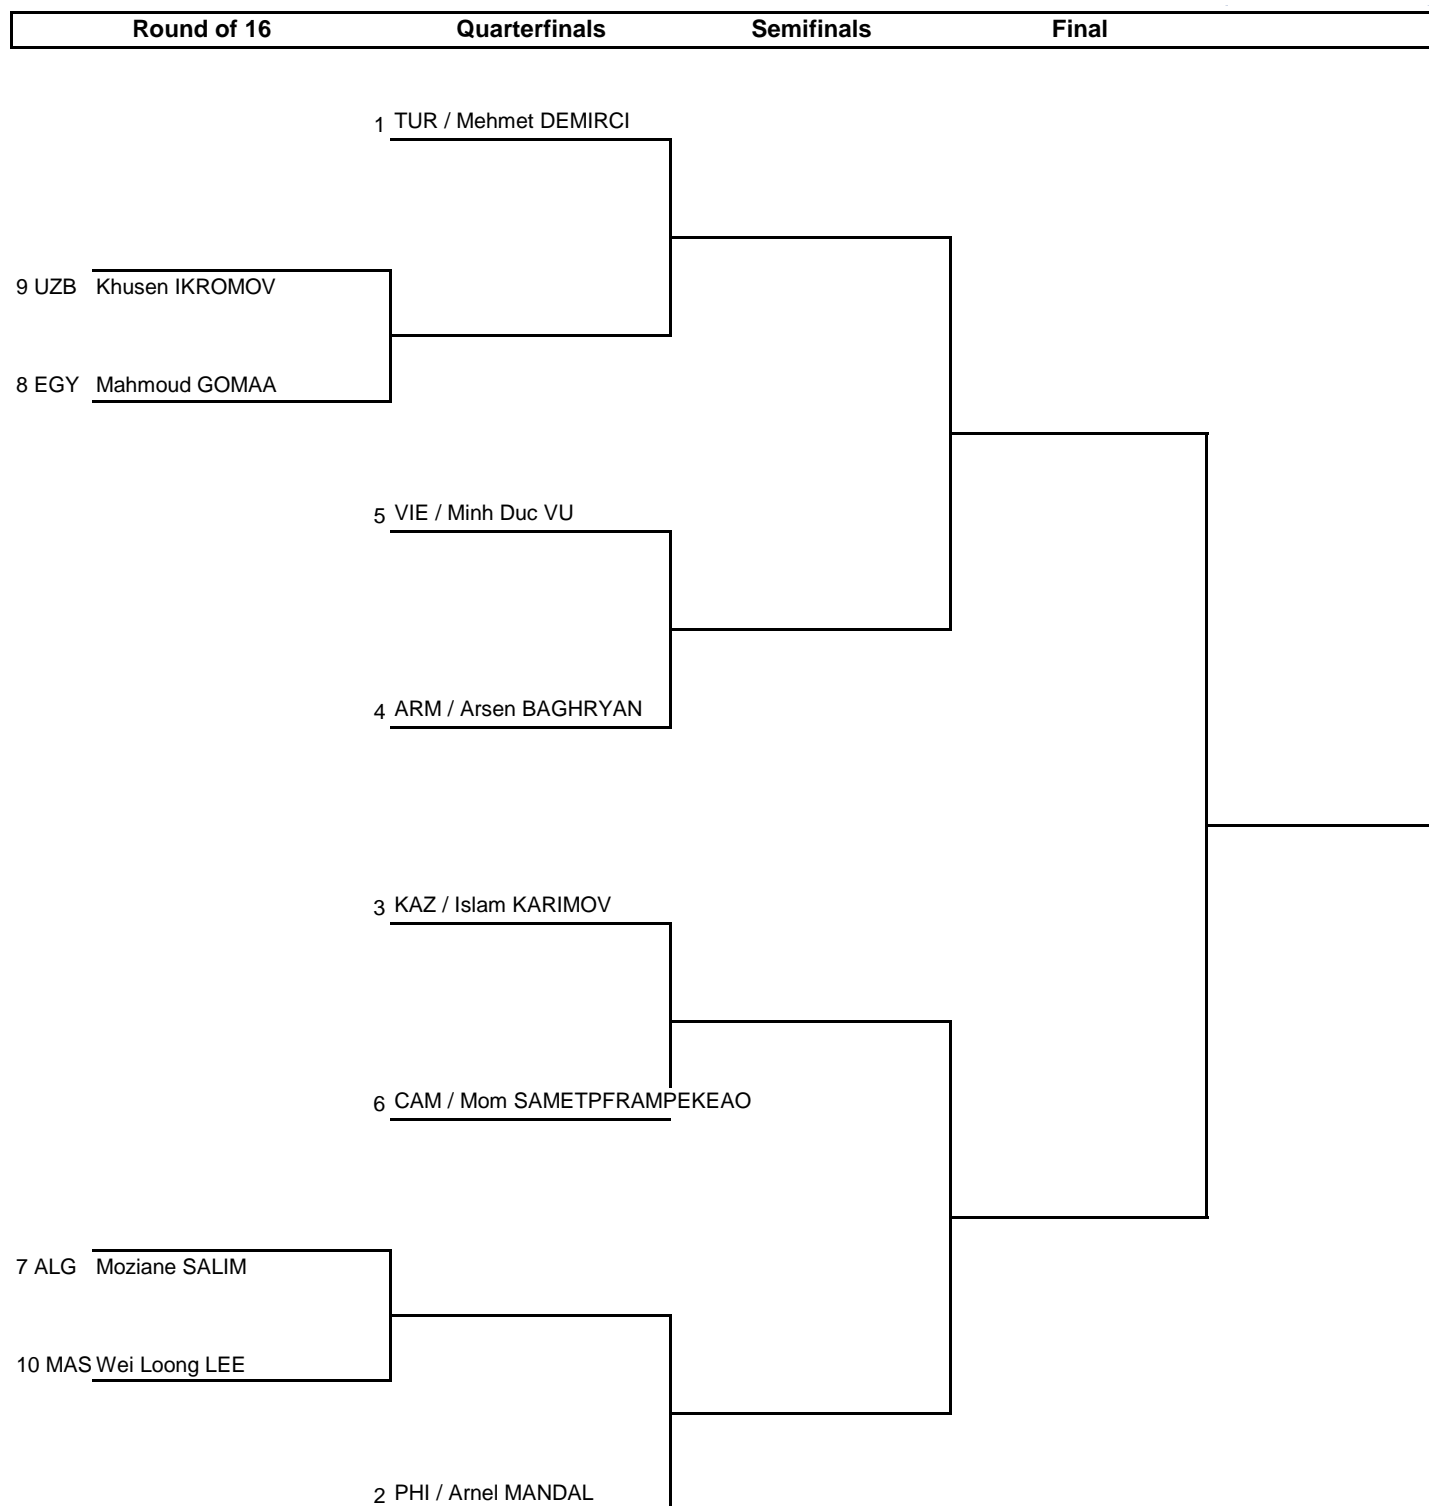 Round of 16 Quarterfinals Semifinals Final
1 TUR / Mehmet DEMIRCI
9 UZB Khusen IKROMOV
8 EGY Mahmoud GOMAA
5 VIE / Minh Duc VU
4 ARM / Arsen BAGHRYAN
3 KAZ / Islam KARIMOV
6 CAM / Mom SAMETPFRAMPEKEAO
7 ALG Moziane SALIM
10 MAS Wei Loong LEE
2 PHI / Arnel MANDAL